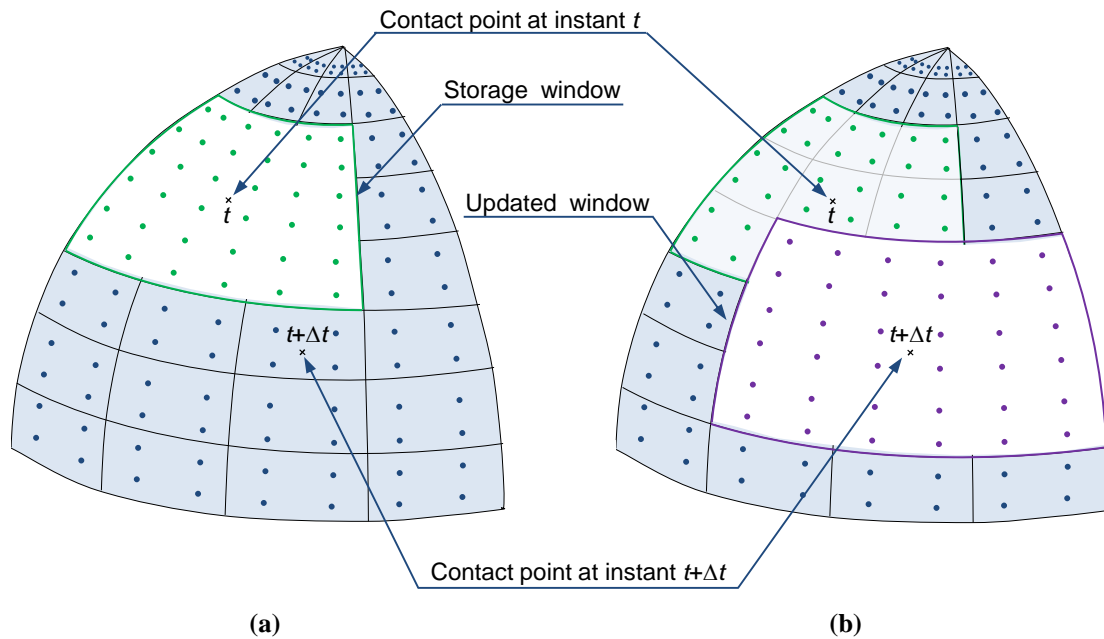 Contact point at instant t
Storage window
t
t
Updated window
t+Δt
t+Δt
Contact point at instant t+Δt
(a)
(b)